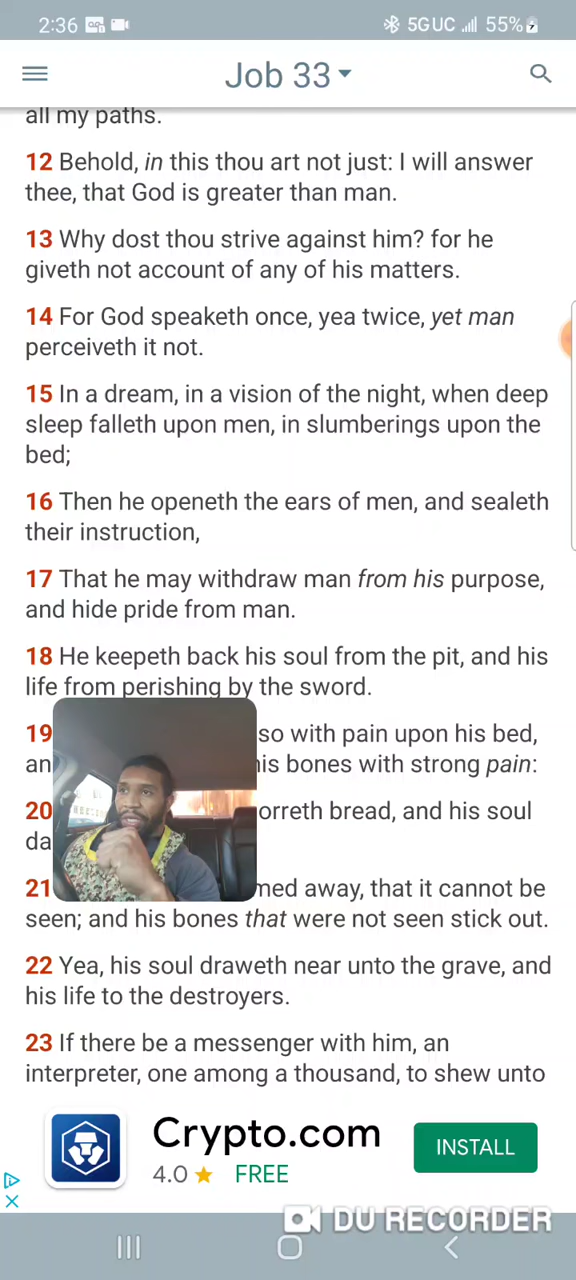 2:36 5GUC 55%
Job 33
all my paths.
12 Behold, in this thou art not just: I will answer
thee, that God is greater than man.
13 Why dost thou strive against him? for he
giveth not account of any of his matters.
14 For God speaketh once, yea twice, yet man
perceiveth it not.
15 In a dream, in a vision of the night, when deep
sleep falleth upon men, in slumberings upon the
bed;
16 Then he openeth the ears of men, and sealeth
their instruction,
17 That he may withdraw man from his purpose,
and hide pride from man.
18 He keepeth back his soul from the pit, and his
life from perishing by the sword.
19 so with pain upon his bed,
an his bones with strong pain:
20 orreth bread, and his soul
da
21 med away, that it cannot be
seen; and his bones that were not seen stick out.
22 Yea, his soul draweth near unto the grave, and
his life to the destroyers.
23 If there be a messenger with him, an
interpreter, one among a thousand, to shew unto
Crypto.com
4.0 FREE
INSTALL
DU RECORDER